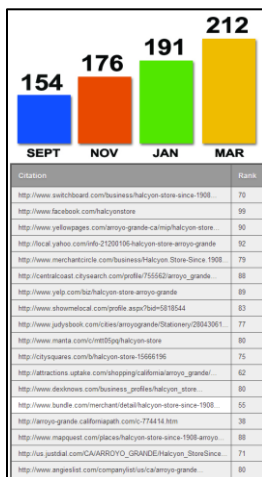 154
176
191
212
SEPT NOV JAN MAR
Citation Rank
http://www.switchboard.com/business/halcyon-store-since-1908... 70
http://www.facebook.com/halcyonstore 99
http://www.yellowpages.com/arroyo-grande-ca/mip/halcyon-store... 90
http://local.yahoo.com/info-21200106-halcyon-store-arroyo-grande 92
http://www.merchantcircle.com/business/Halcyon-Store-Since.1908... 79
http://centralcoast.citysearch.com/profile/755562/arroyo_grande... 88
http://www.yelp.com/biz/halcyon-store-arroyo-grande 89
http://www.showmelocal.com/profile.aspx?bid=5818544 83
http://www.judysbook.com/cities/arroyogrande/Stationery/28043061... 77
http://www.manta.com/c/mtt05pq/halcyon-store 80
http://citysquares.com/b/halcyon-store-15666196 75
http://attractions.uptake.com/shopping/california/arroyo_grande/... 62
http://www.dexknows.com/business_profiles/halcyon_store... 80
http://www.bundle.com/merchant/detail/halcyon-store-since-1908... 55
http://arroyo-grande.californiapath.com/c-774414.htm 38
http://www.mapquest.com/places/halcyon-store-since-1908-arroyo... 88
http://us.justdial.com/CA/ARROYO_GRANDE/Halcyon_StoreSince... 71
http://www.angieslist.com/companylist/us/ca/arroyo-grande... 80